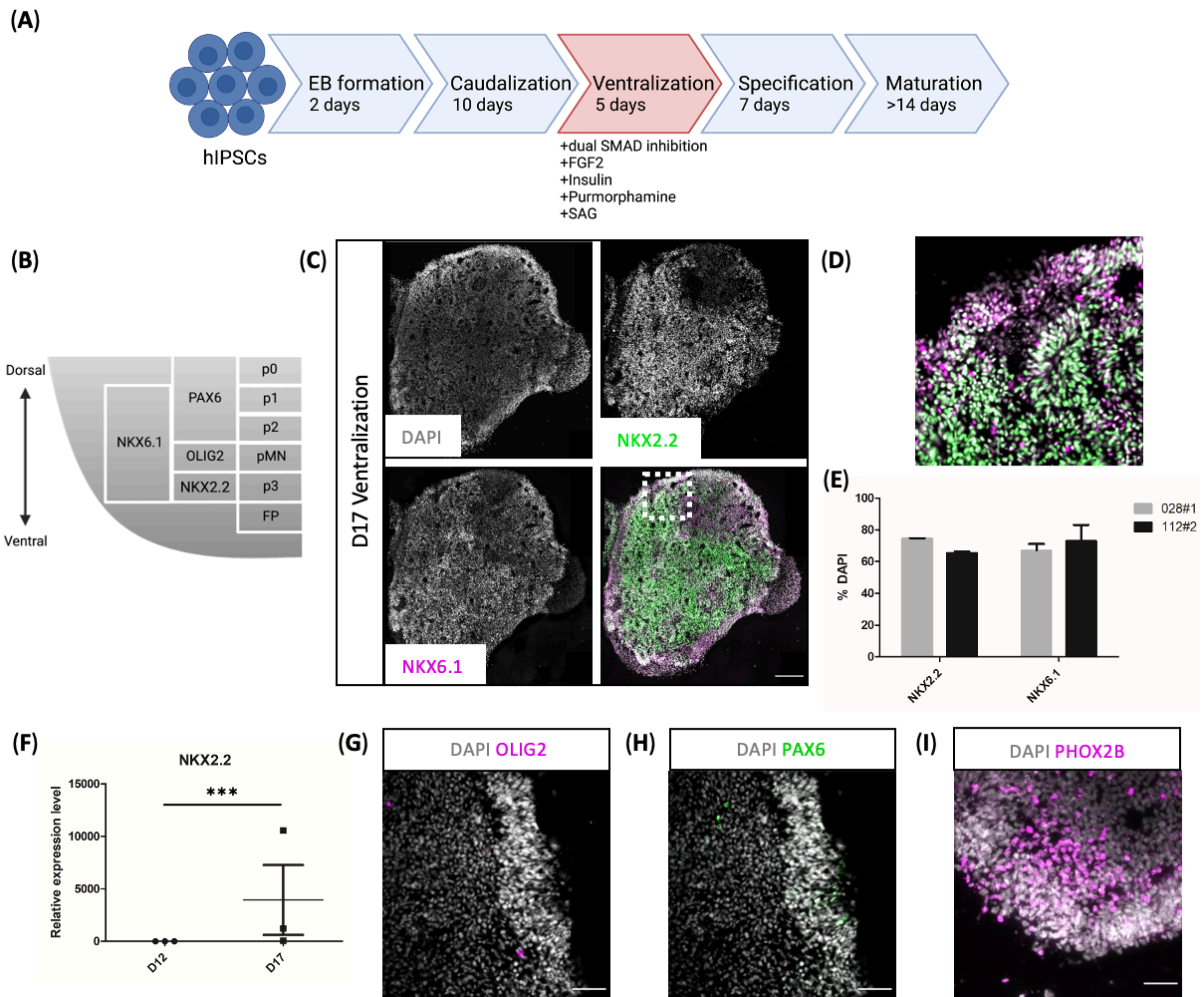 (A)
EB formation
2 days
Caudalization
10 days
Ventralization
5 days
Specification
7 days
Maturation
>14 days
hIPSCs
+dual SMAD inhibition
+FGF2
+Insulin
+Purmorphamine
+SAG
(B)
Dorsal
Ventral
NKX6.1
PAX6
OLIG2
NKX2.2
p0
p1
p2
pMN
p3
FP
(C)
D17 Ventralization
DAPI
NKX2.2
NKX6.1
(D)
(E)
% DAPI
100
80
60
40
20
0
NKX2.2
NKX6.1
028#1
112#2
(F)
NKX2.2
Relative expression level
15000
10000
5000
0
***
D12
D17
(G)
DAPI OLIG2
(H)
DAPI PAX6
(I)
DAPI PHOX2B